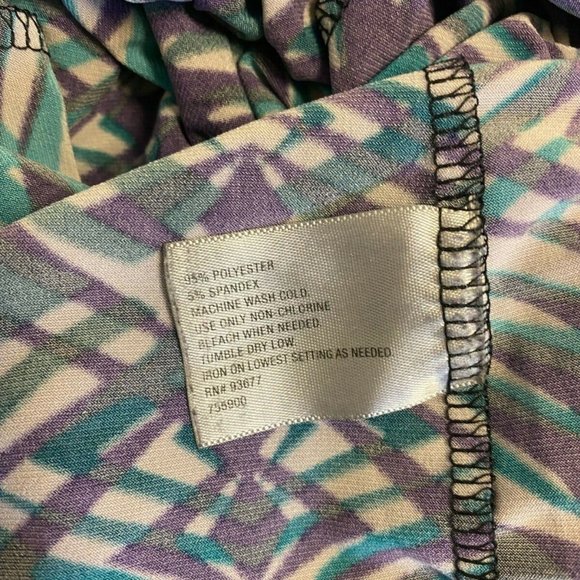 95% POLYESTER
5% SPANDEX
MACHINE WASH COLD.
USE ONLY NON-CHLORINE
BLEACH WHEN NEEDED.
TUMBLE DRY LOW.
IRON ON LOWEST SETTING AS NEEDED.
RN# 93677
755900